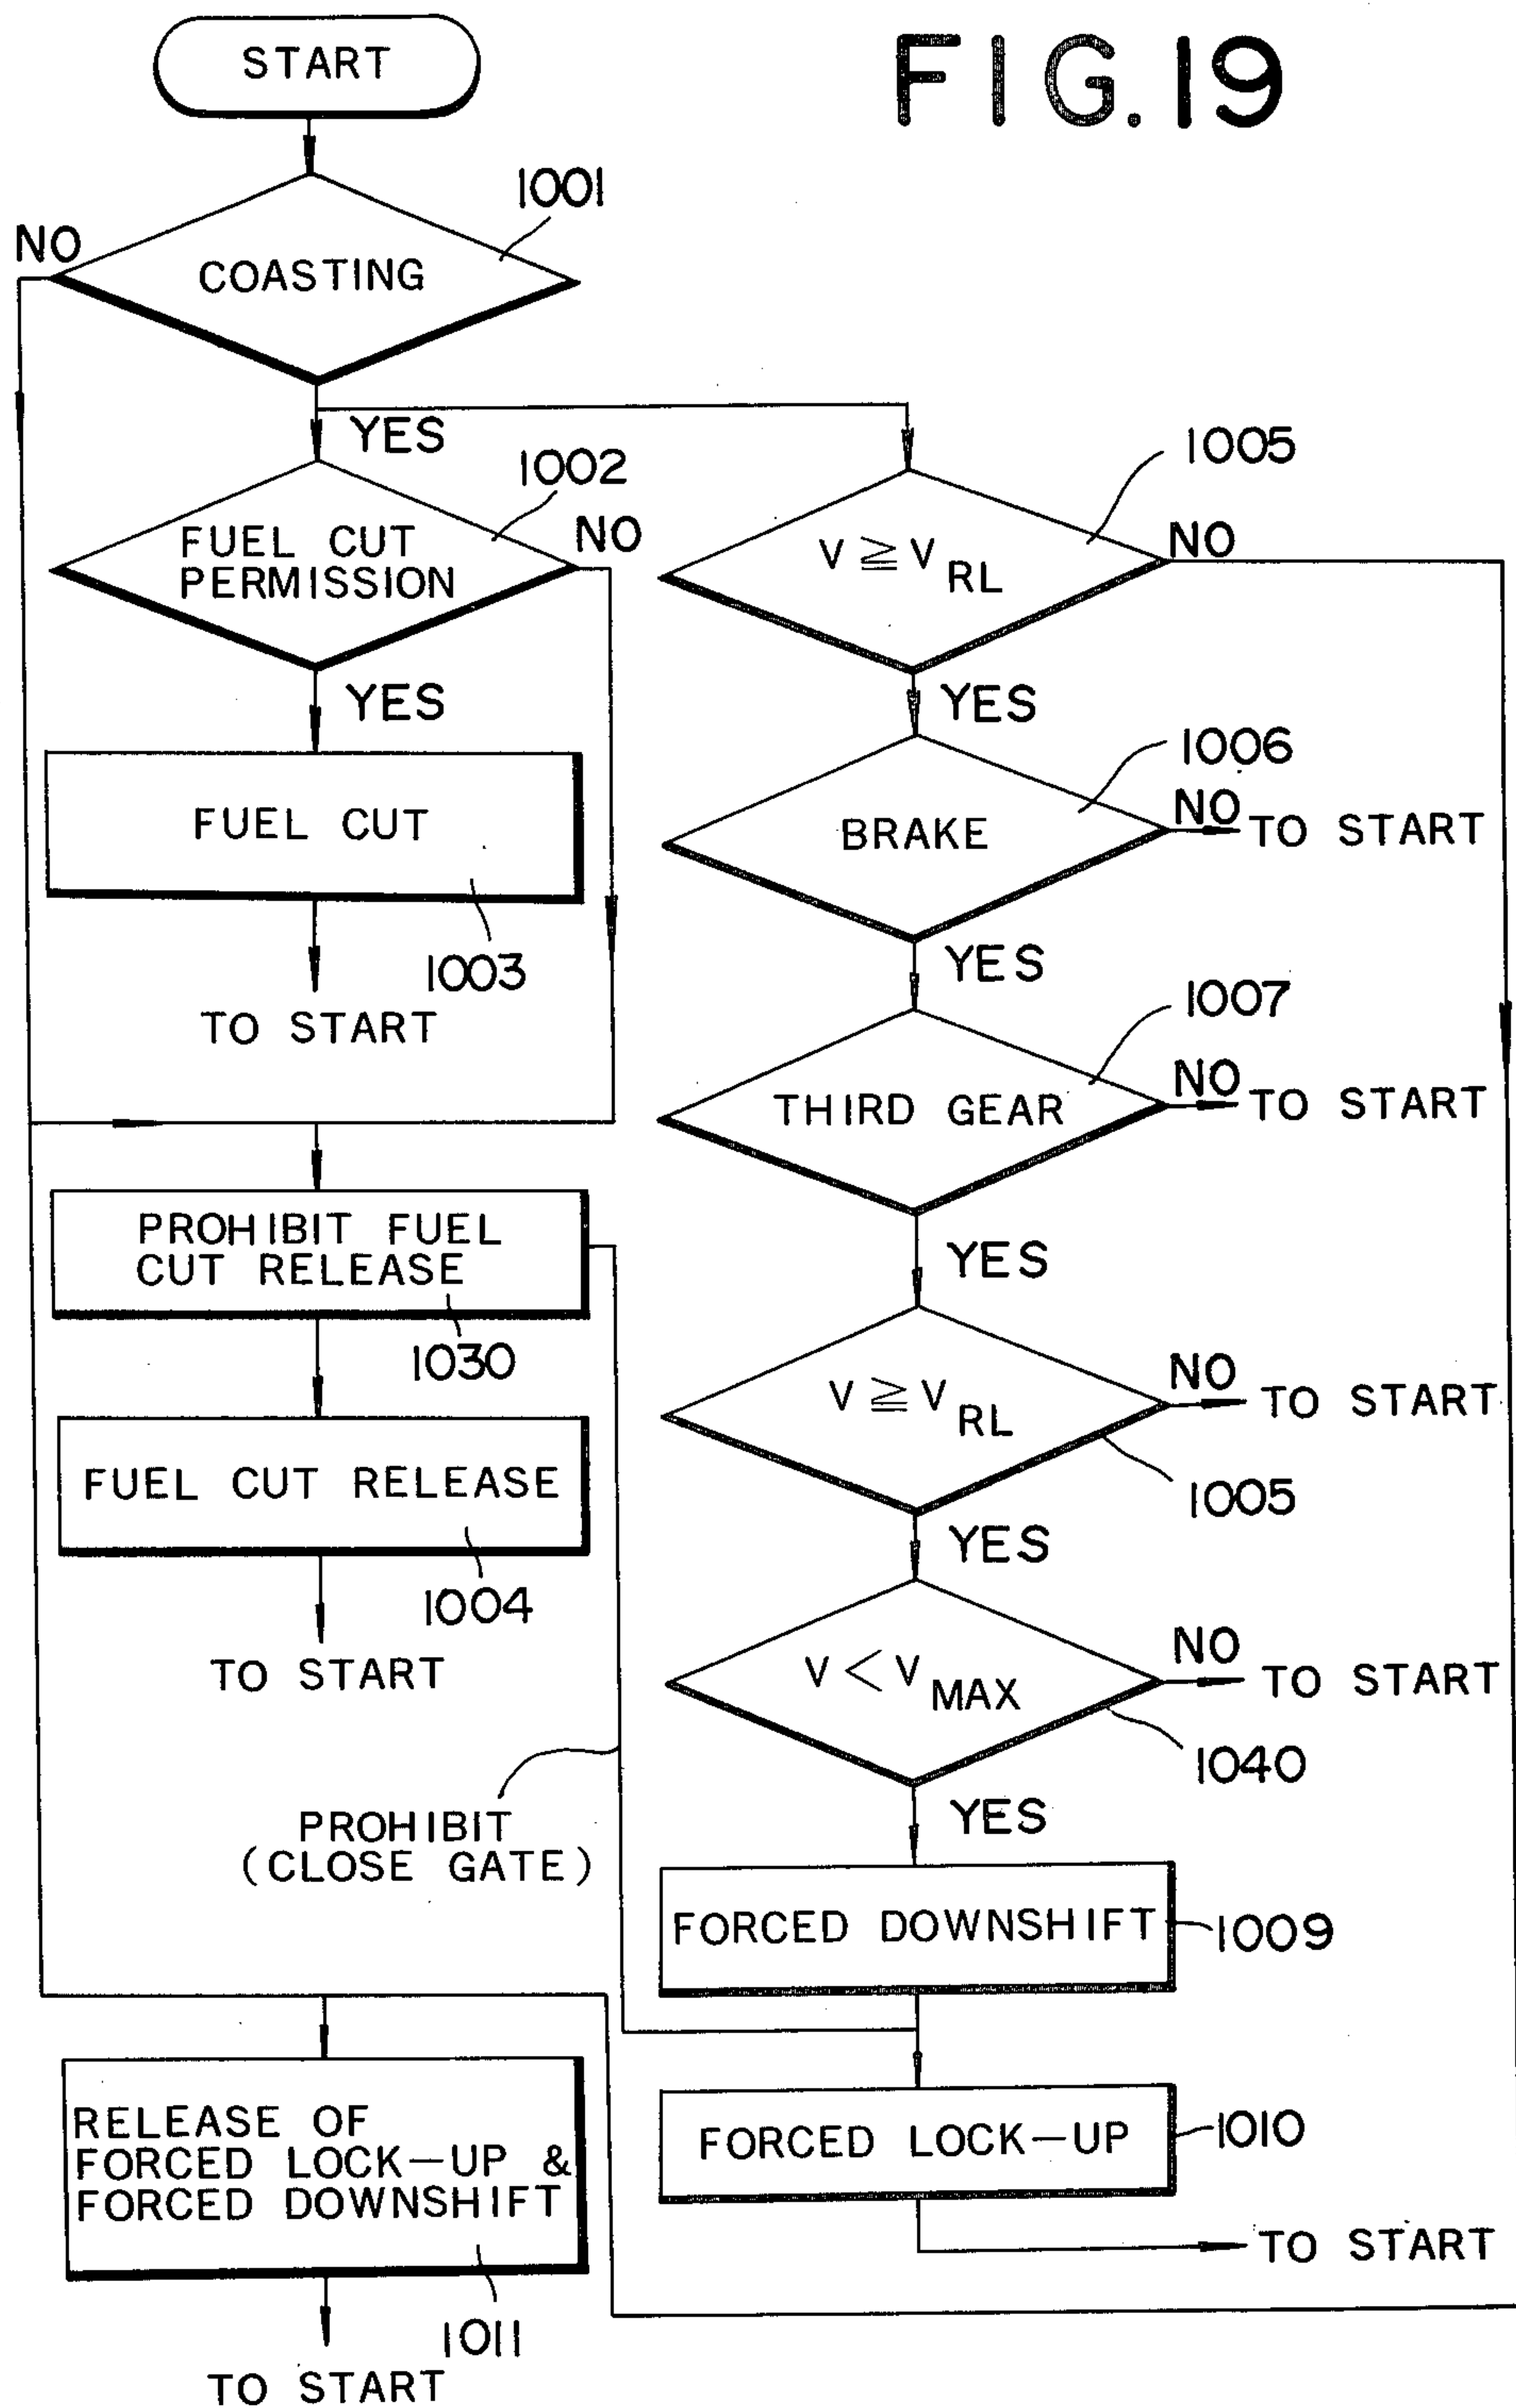 FIG. 19
START
1001
NO
COASTING
YES
1002
FUEL CUT
PERMISSION
NO
YES
FUEL CUT
1003
TO START
PROHIBIT FUEL
CUT RELEASE
1030
FUEL CUT RELEASE
1004
TO START
PROHIBIT
(CLOSE GATE)
RELEASE OF
FORCED LOCK-UP &
FORCED DOWNSHIFT
1011
TO START
1005
V ≧ V RL
NO
YES
1006
BRAKE
NO
TO START
YES
1007
THIRD GEAR
NO
TO START
YES
V ≧ V RL
NO
TO START
1005
YES
V < V MAX
NO
TO START
1040
YES
FORCED DOWNSHIFT
1009
FORCED LOCK-UP
1010
TO START